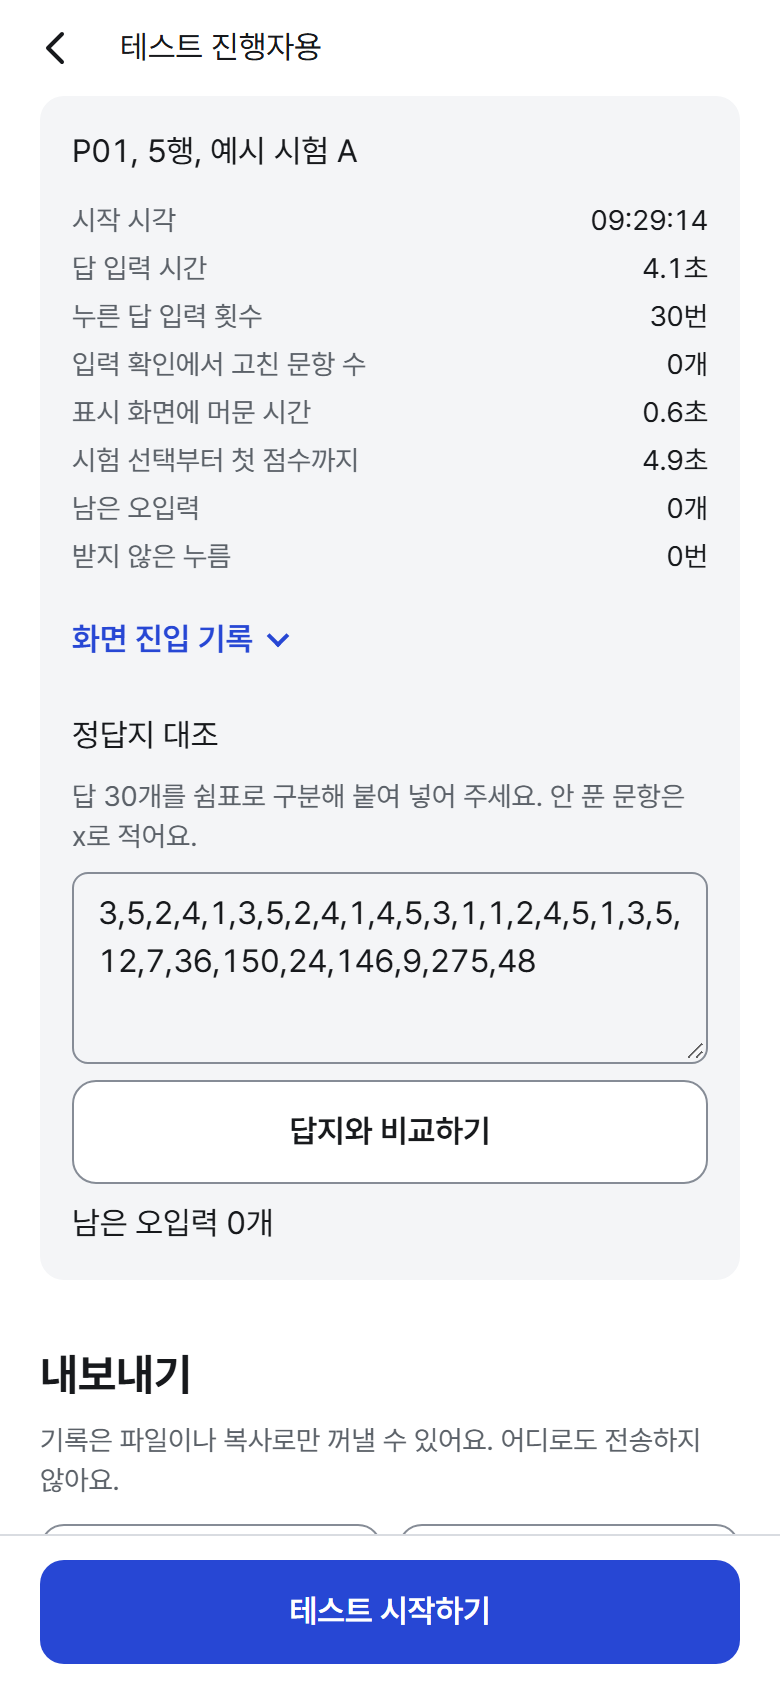 테스트 진행자용
P01, 5행, 예시 시험 A
시작 시각 09:29:14
답 입력 시간 4.1초
누른 답 입력 횟수 30번
입력 확인에서 고친 문항 수 0개
표시 화면에 머문 시간 0.6초
시험 선택부터 첫 점수까지 4.9초
남은 오입력 0개
받지 않은 누름 0번
화면 진입 기록
정답지 대조
답 30개를 쉼표로 구분해 붙여 넣어 주세요. 안 푼 문항은
x로 적어요.
3,5,2,4,1,3,5,2,4,1,4,5,3,1,1,2,4,5,1,3,5,
12,7,36,150,24,146,9,275,48
답지와 비교하기
남은 오입력 0개
내보내기
기록은 파일이나 복사로만 꺼낼 수 있어요. 어디로도 전송하지
않아요.
테스트 시작하기